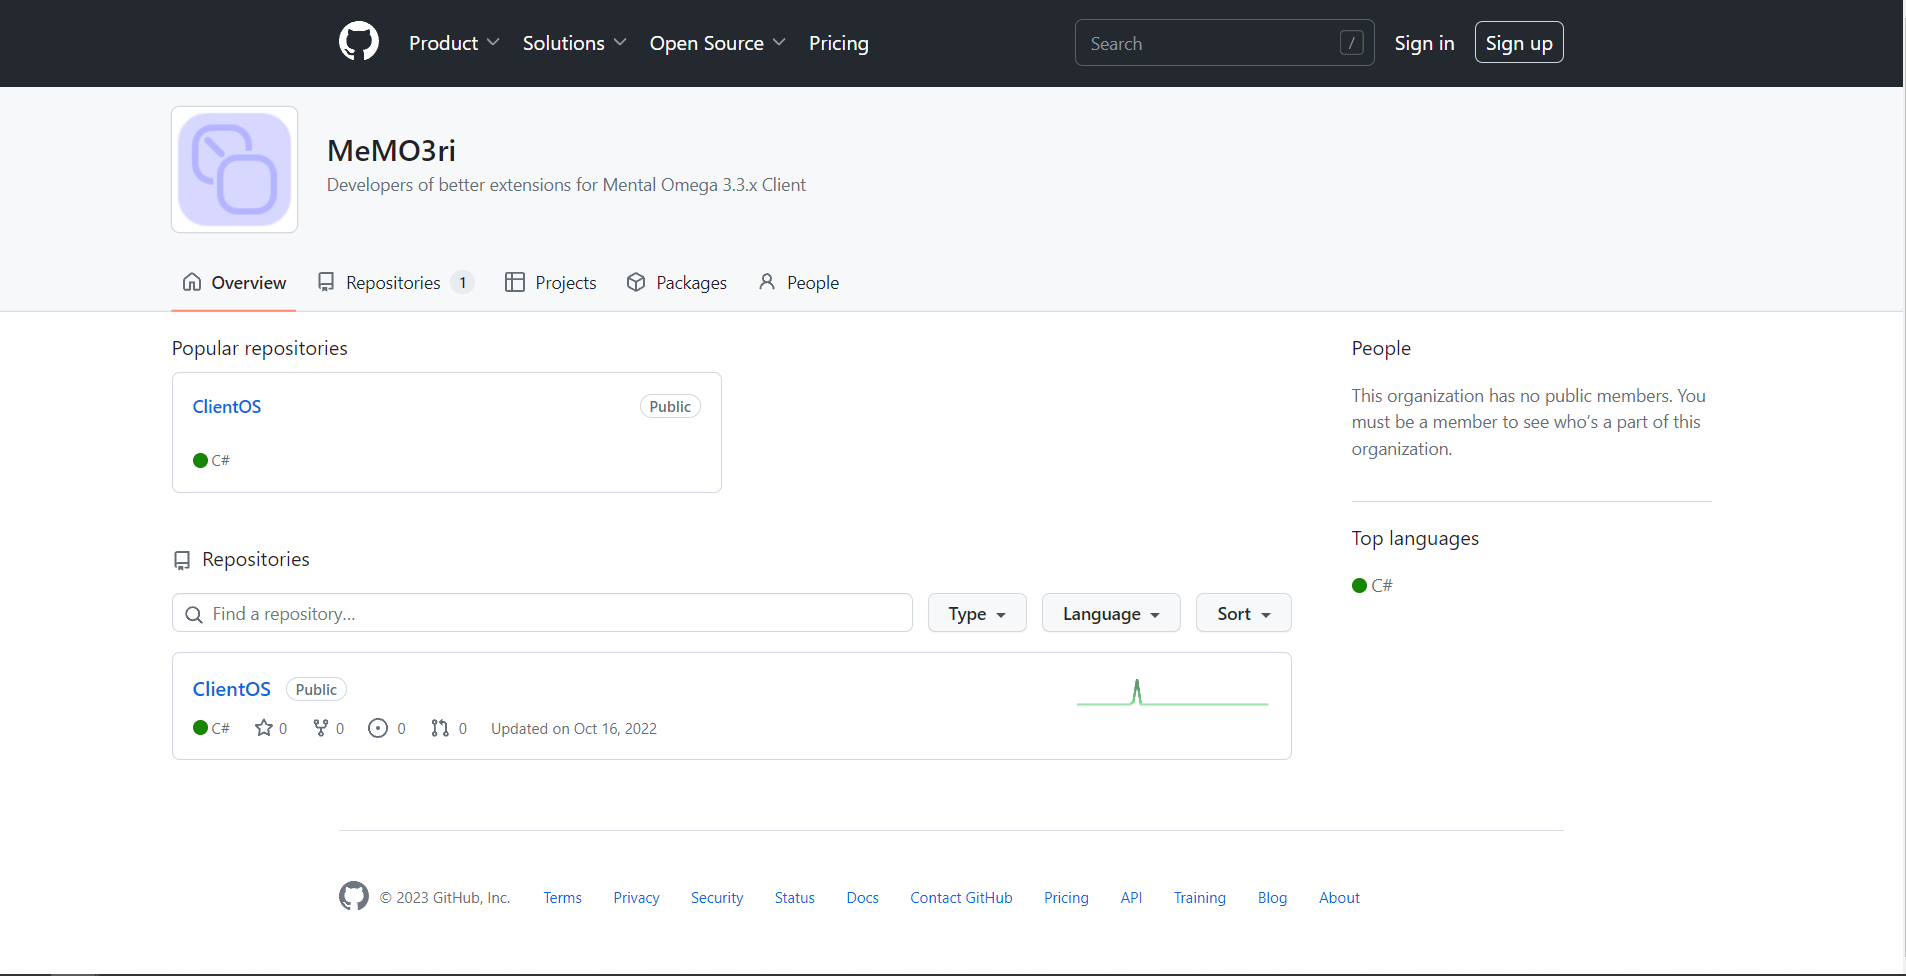 Product Solutions Open Source Pricing Search / Sign in Sign up
MeMO3ri
Developers of better extensions for Mental Omega 3.3.x Client
Overview Repositories 1 Projects Packages People
Popular repositories
ClientOS Public
C#
People
This organization has no public members. You
must be a member to see who’s a part of this
organization.
Top languages
C#
Repositories
Find a repository…
Type Language Sort
ClientOS Public
C# 0 0 0 0 Updated on Oct 16, 2022
© 2023 GitHub, Inc. Terms Privacy Security Status Docs Contact GitHub Pricing API Training Blog About